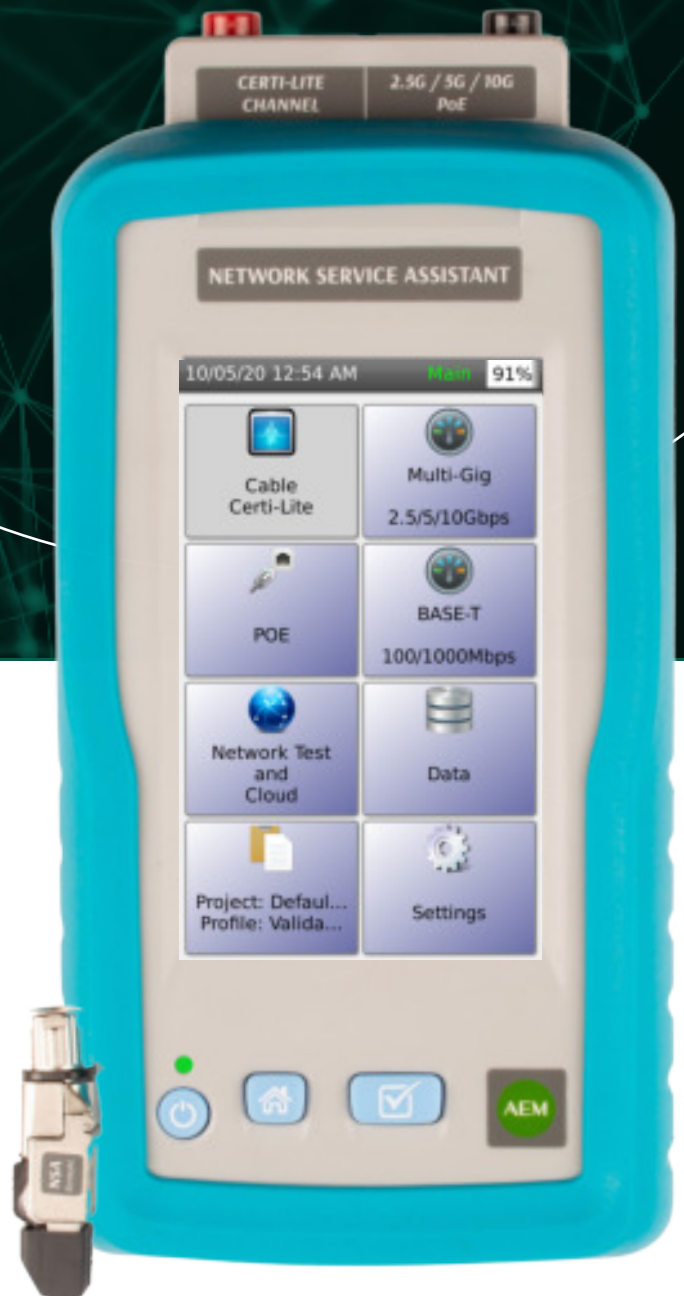 CERTI-LITE
CHANNEL
2.5G / 5G / 10G
PoE
NETWORK SERVICE ASSISTANT
10/05/20 12:54 AM Main 91%
Cable
Certi-Lite
Multi-Gig
2.5/5/10Gbps
POE
BASE-T
100/1000Mbps
Network Test
and
Cloud
Data
Project: Defaul...
Profile: Valida...
Settings
AEM
NSA